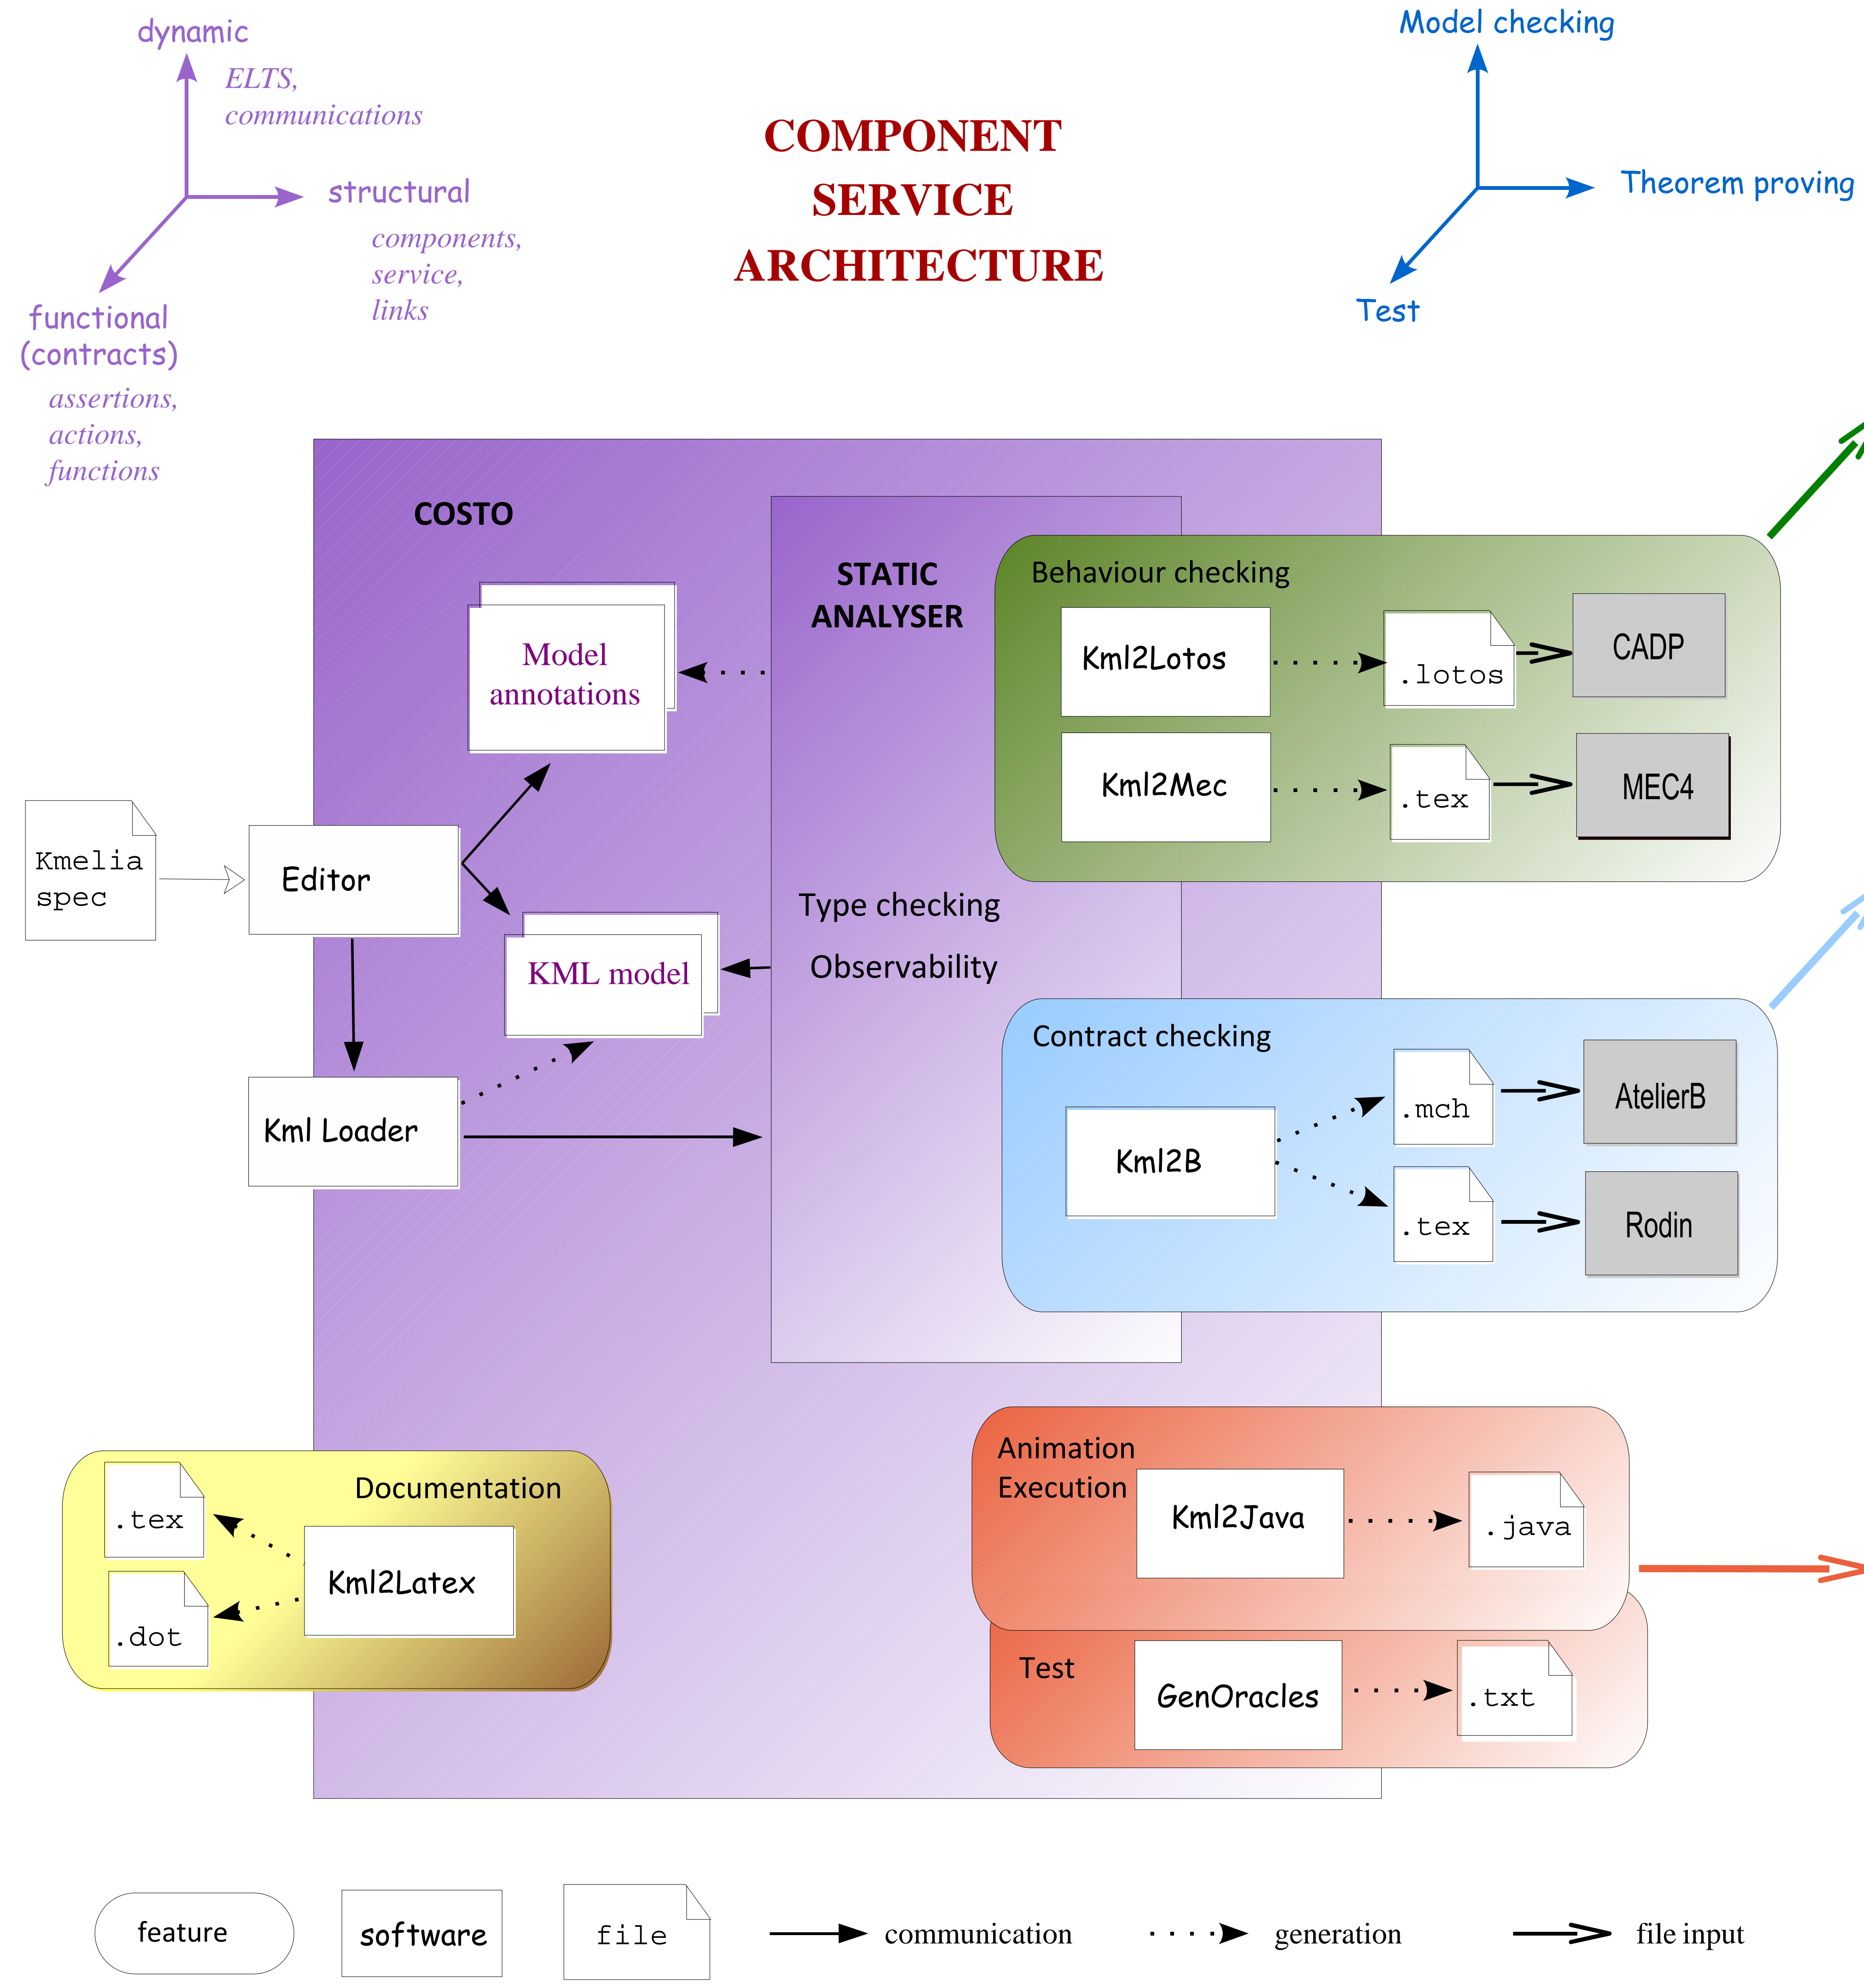 dynamic
ELTS,
communications
structural
components,
service,
links
functional
(contracts)
assertions,
actions,
functions
COMPONENT
SERVICE
ARCHITECTURE
Model checking
Theorem proving
Test
COSTO
STATIC
ANALYSER
Model
annotations
Kmelia
spec
Editor
KML model
Kml Loader
Type checking
Observability
Behaviour checking
Kml2Lotos
.lotos
CADP
Kml2Mec
.tex
MEC4
Contract checking
Kml2B
.mch
AtelierB
.tex
Rodin
Documentation
.tex
Kml2Latex
.dot
Animation
Execution
Kml2Java
.java
Test
GenOracles
.txt
feature
software
file
communication
generation
file input